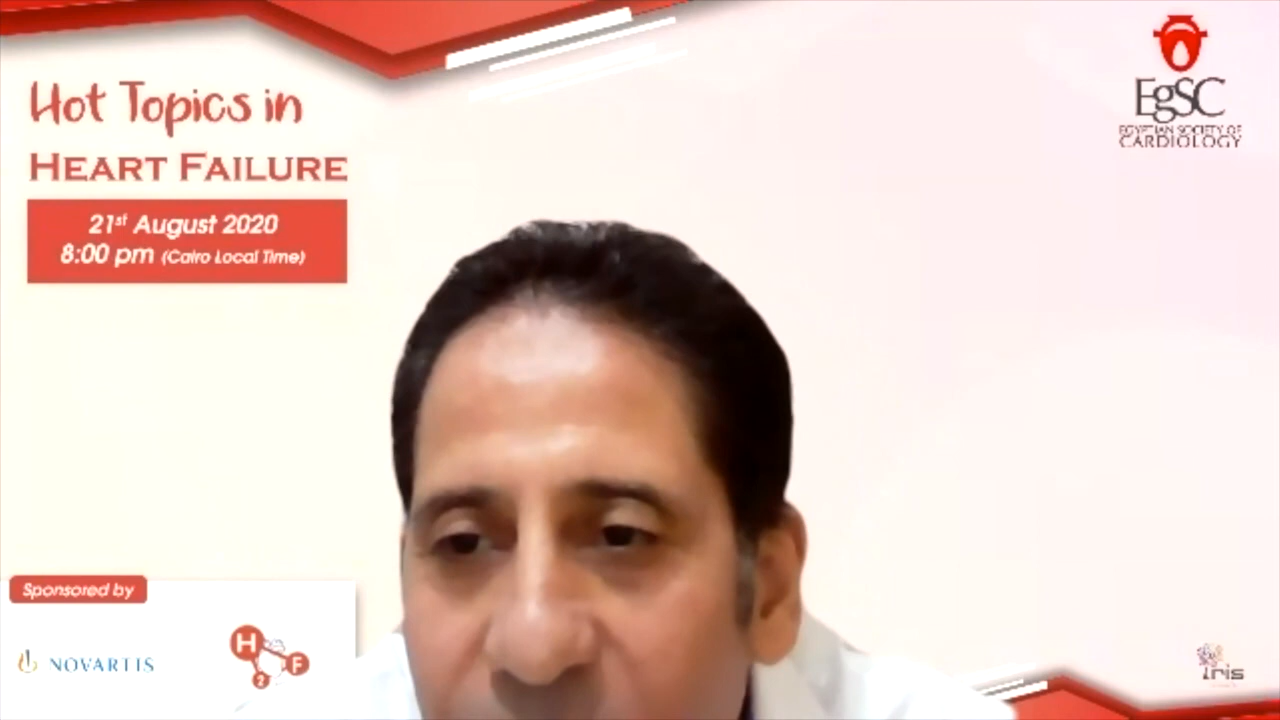 Hot Topics in
HEART FAILURE
21st August 2020
8:00 pm (Cairo Local Time)
EgSC
EGYPTIAN SOCIETY OF
CARDIOLOGY
Sponsored by
NOVARTIS
H
2
F
Iris